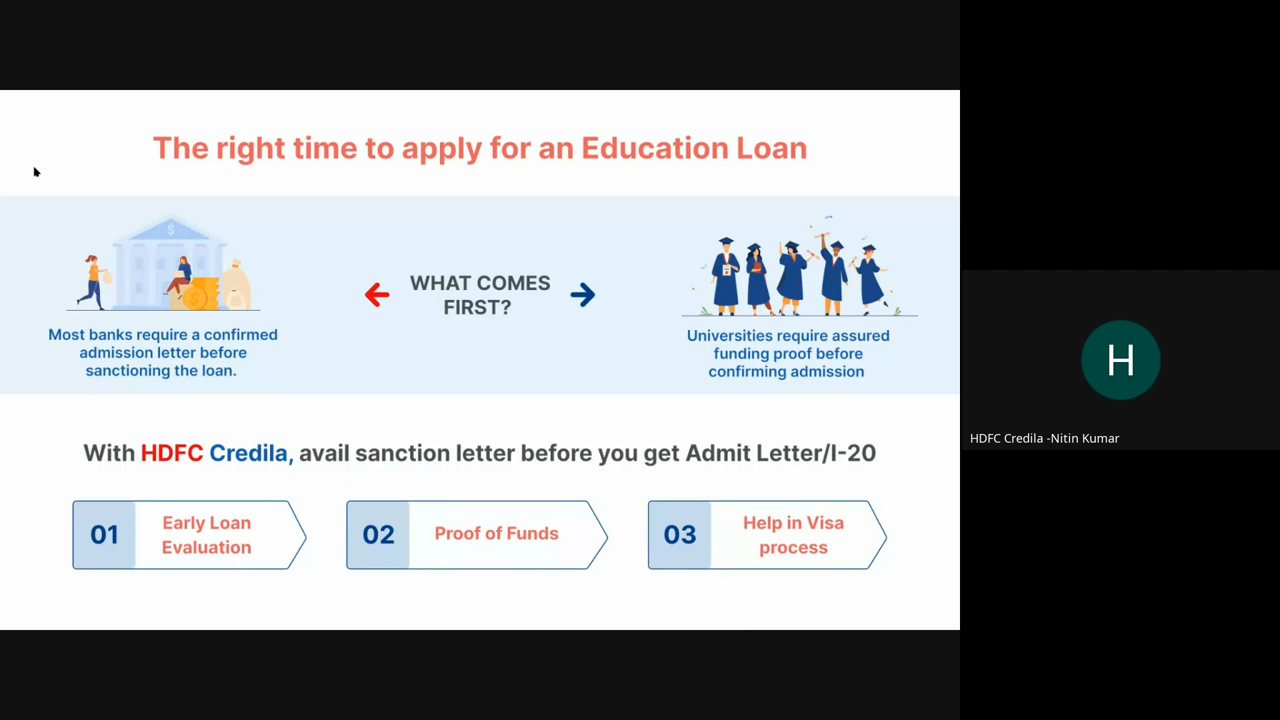 The right time to apply for an Education Loan
$
$
WHAT COMES
FIRST?
Most banks require a confirmed
admission letter before
sanctioning the loan.
Universities require assured
funding proof before
confirming admission
With HDFC Credila, avail sanction letter before you get Admit Letter/I-20
01
Early Loan
Evaluation
02
Proof of Funds
03
Help in Visa
process
H
HDFC Credila -Nitin Kumar